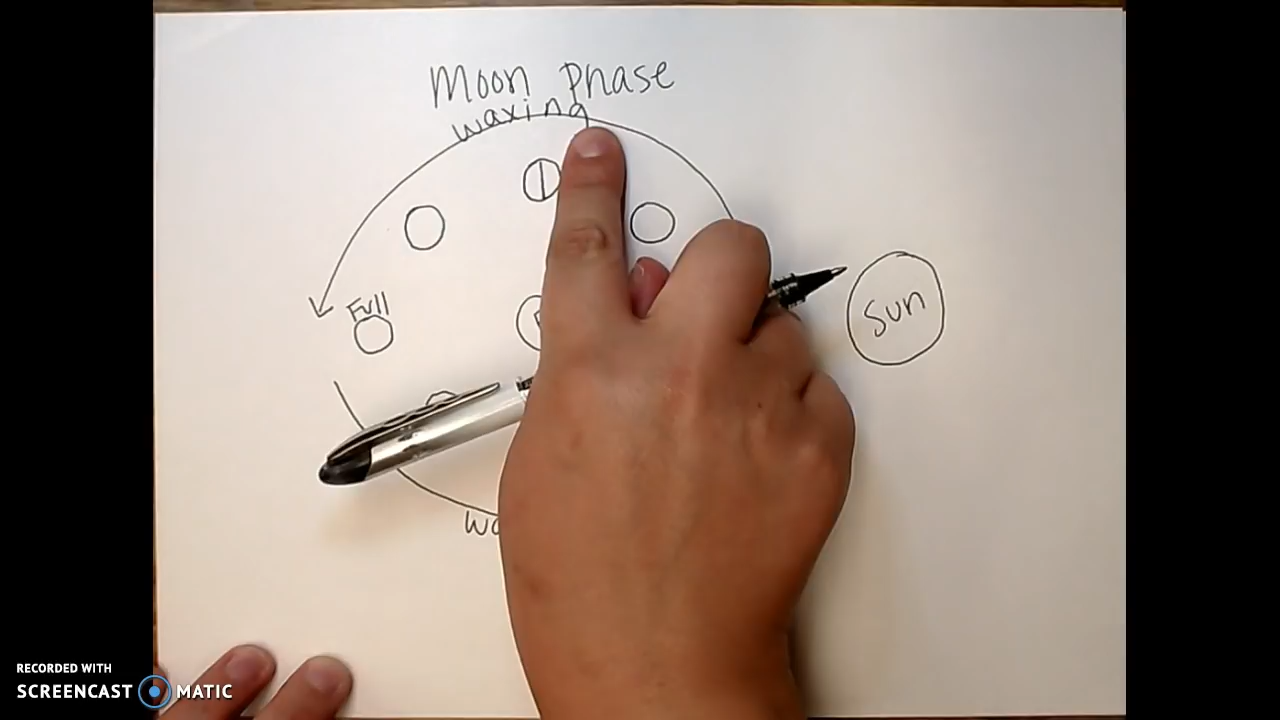 Moon phase
waxing
Full
Sun
RECORDED WITH
SCREENCAST MATIC